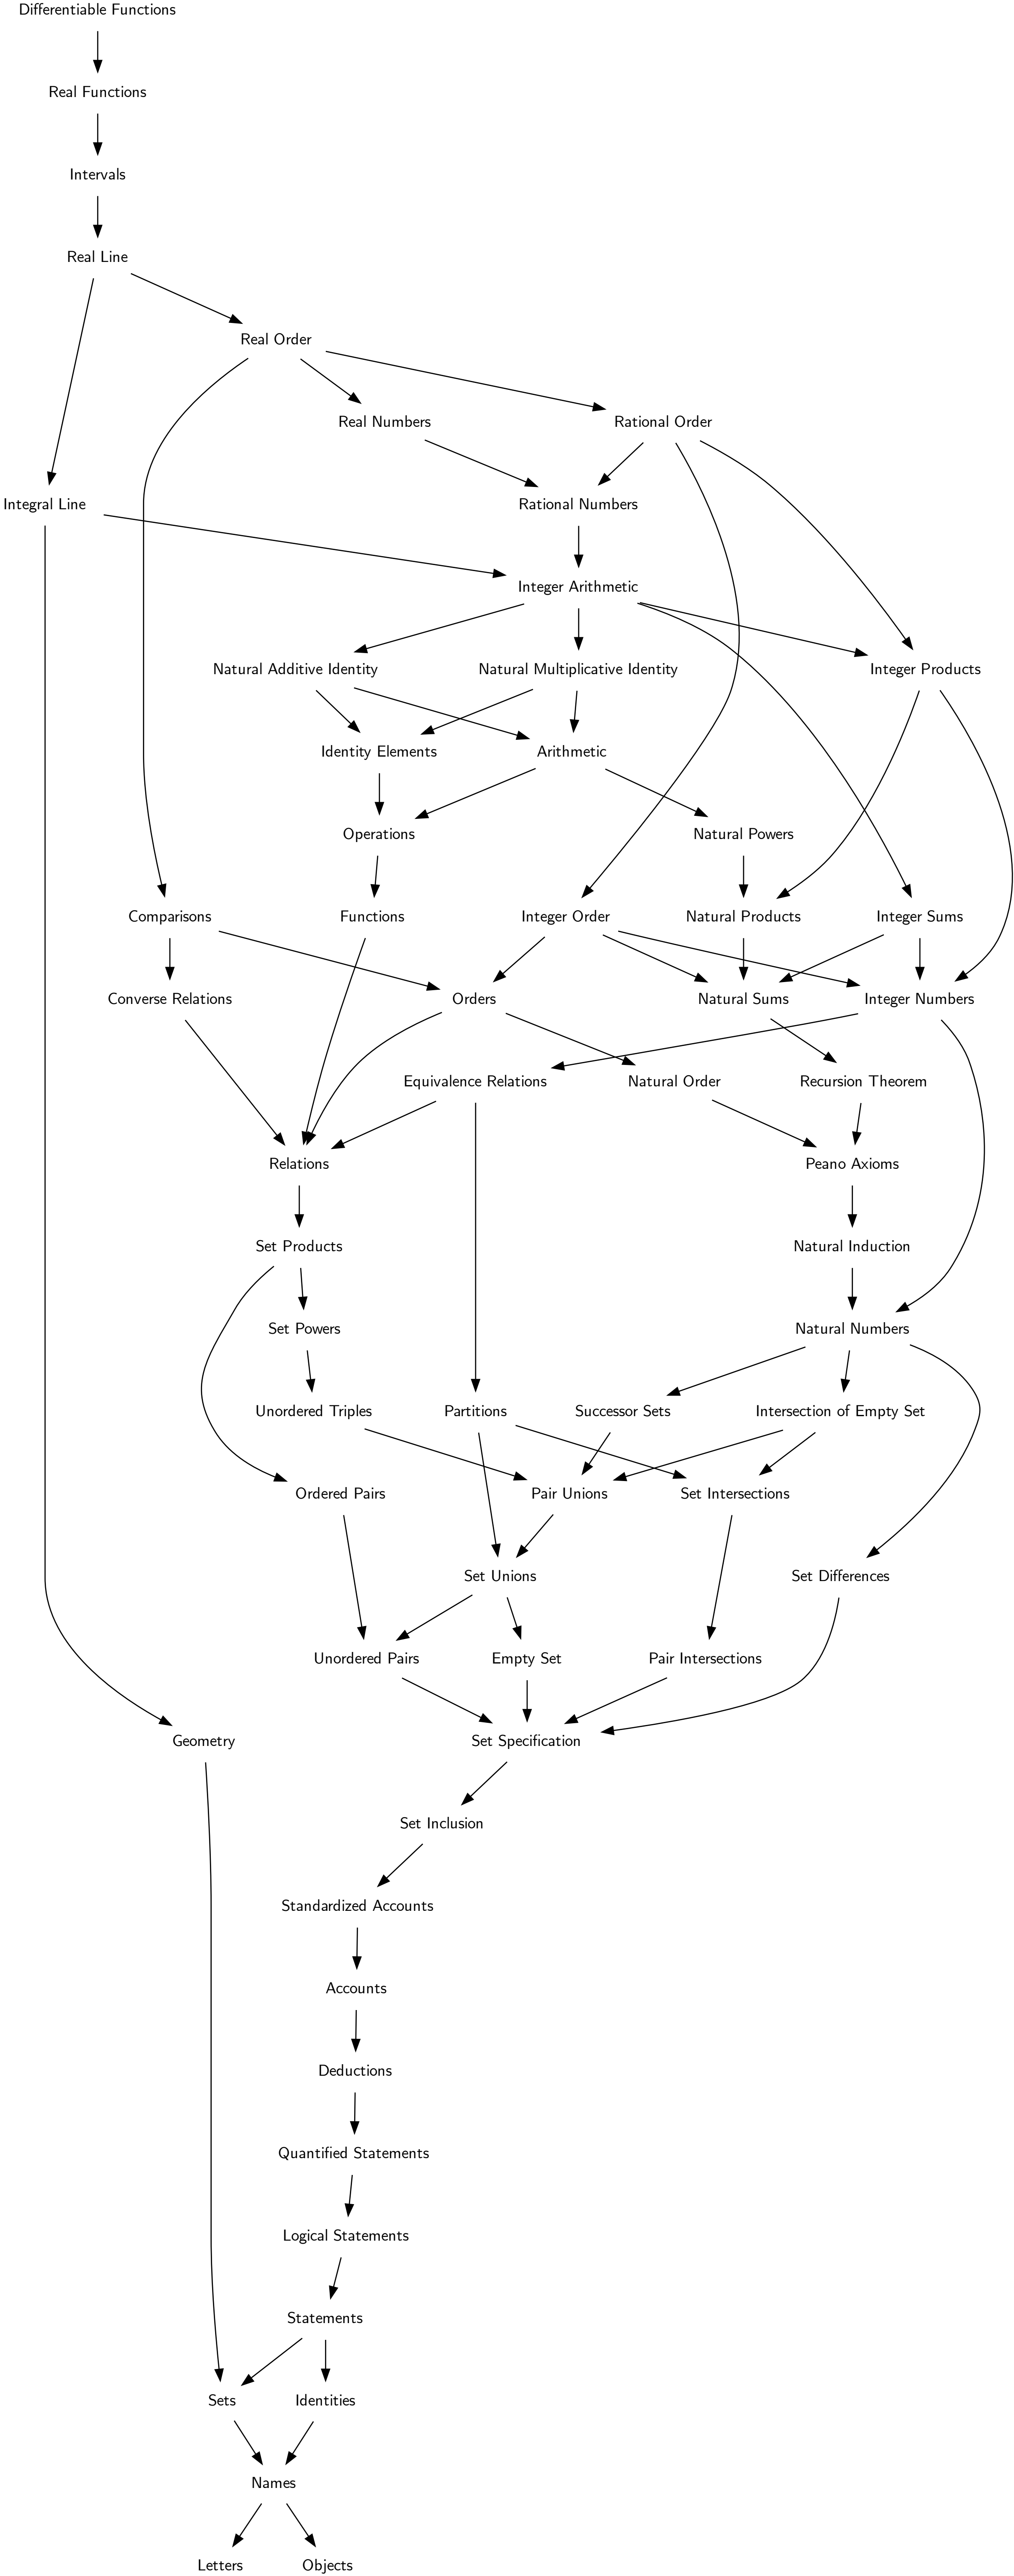 Differentiable Functions
Real Functions
Intervals
Real Line
Real Order
Real Numbers
Rational Order
Integral Line
Rational Numbers
Integer Arithmetic
Natural Additive Identity
Natural Multiplicative Identity
Integer Products
Identity Elements
Arithmetic
Operations
Natural Powers
Comparisons
Functions
Integer Order
Natural Products
Integer Sums
Converse Relations
Orders
Natural Sums
Integer Numbers
Equivalence Relations
Natural Order
Recursion Theorem
Relations
Peano Axioms
Set Products
Natural Induction
Set Powers
Natural Numbers
Unordered Triples
Partitions
Successor Sets
Intersection of Empty Set
Ordered Pairs
Pair Unions
Set Intersections
Set Unions
Set Differences
Unordered Pairs
Empty Set
Pair Intersections
Geometry
Set Specification
Set Inclusion
Standardized Accounts
Accounts
Deductions
Quantified Statements
Logical Statements
Statements
Sets
Identities
Names
Letters
Objects